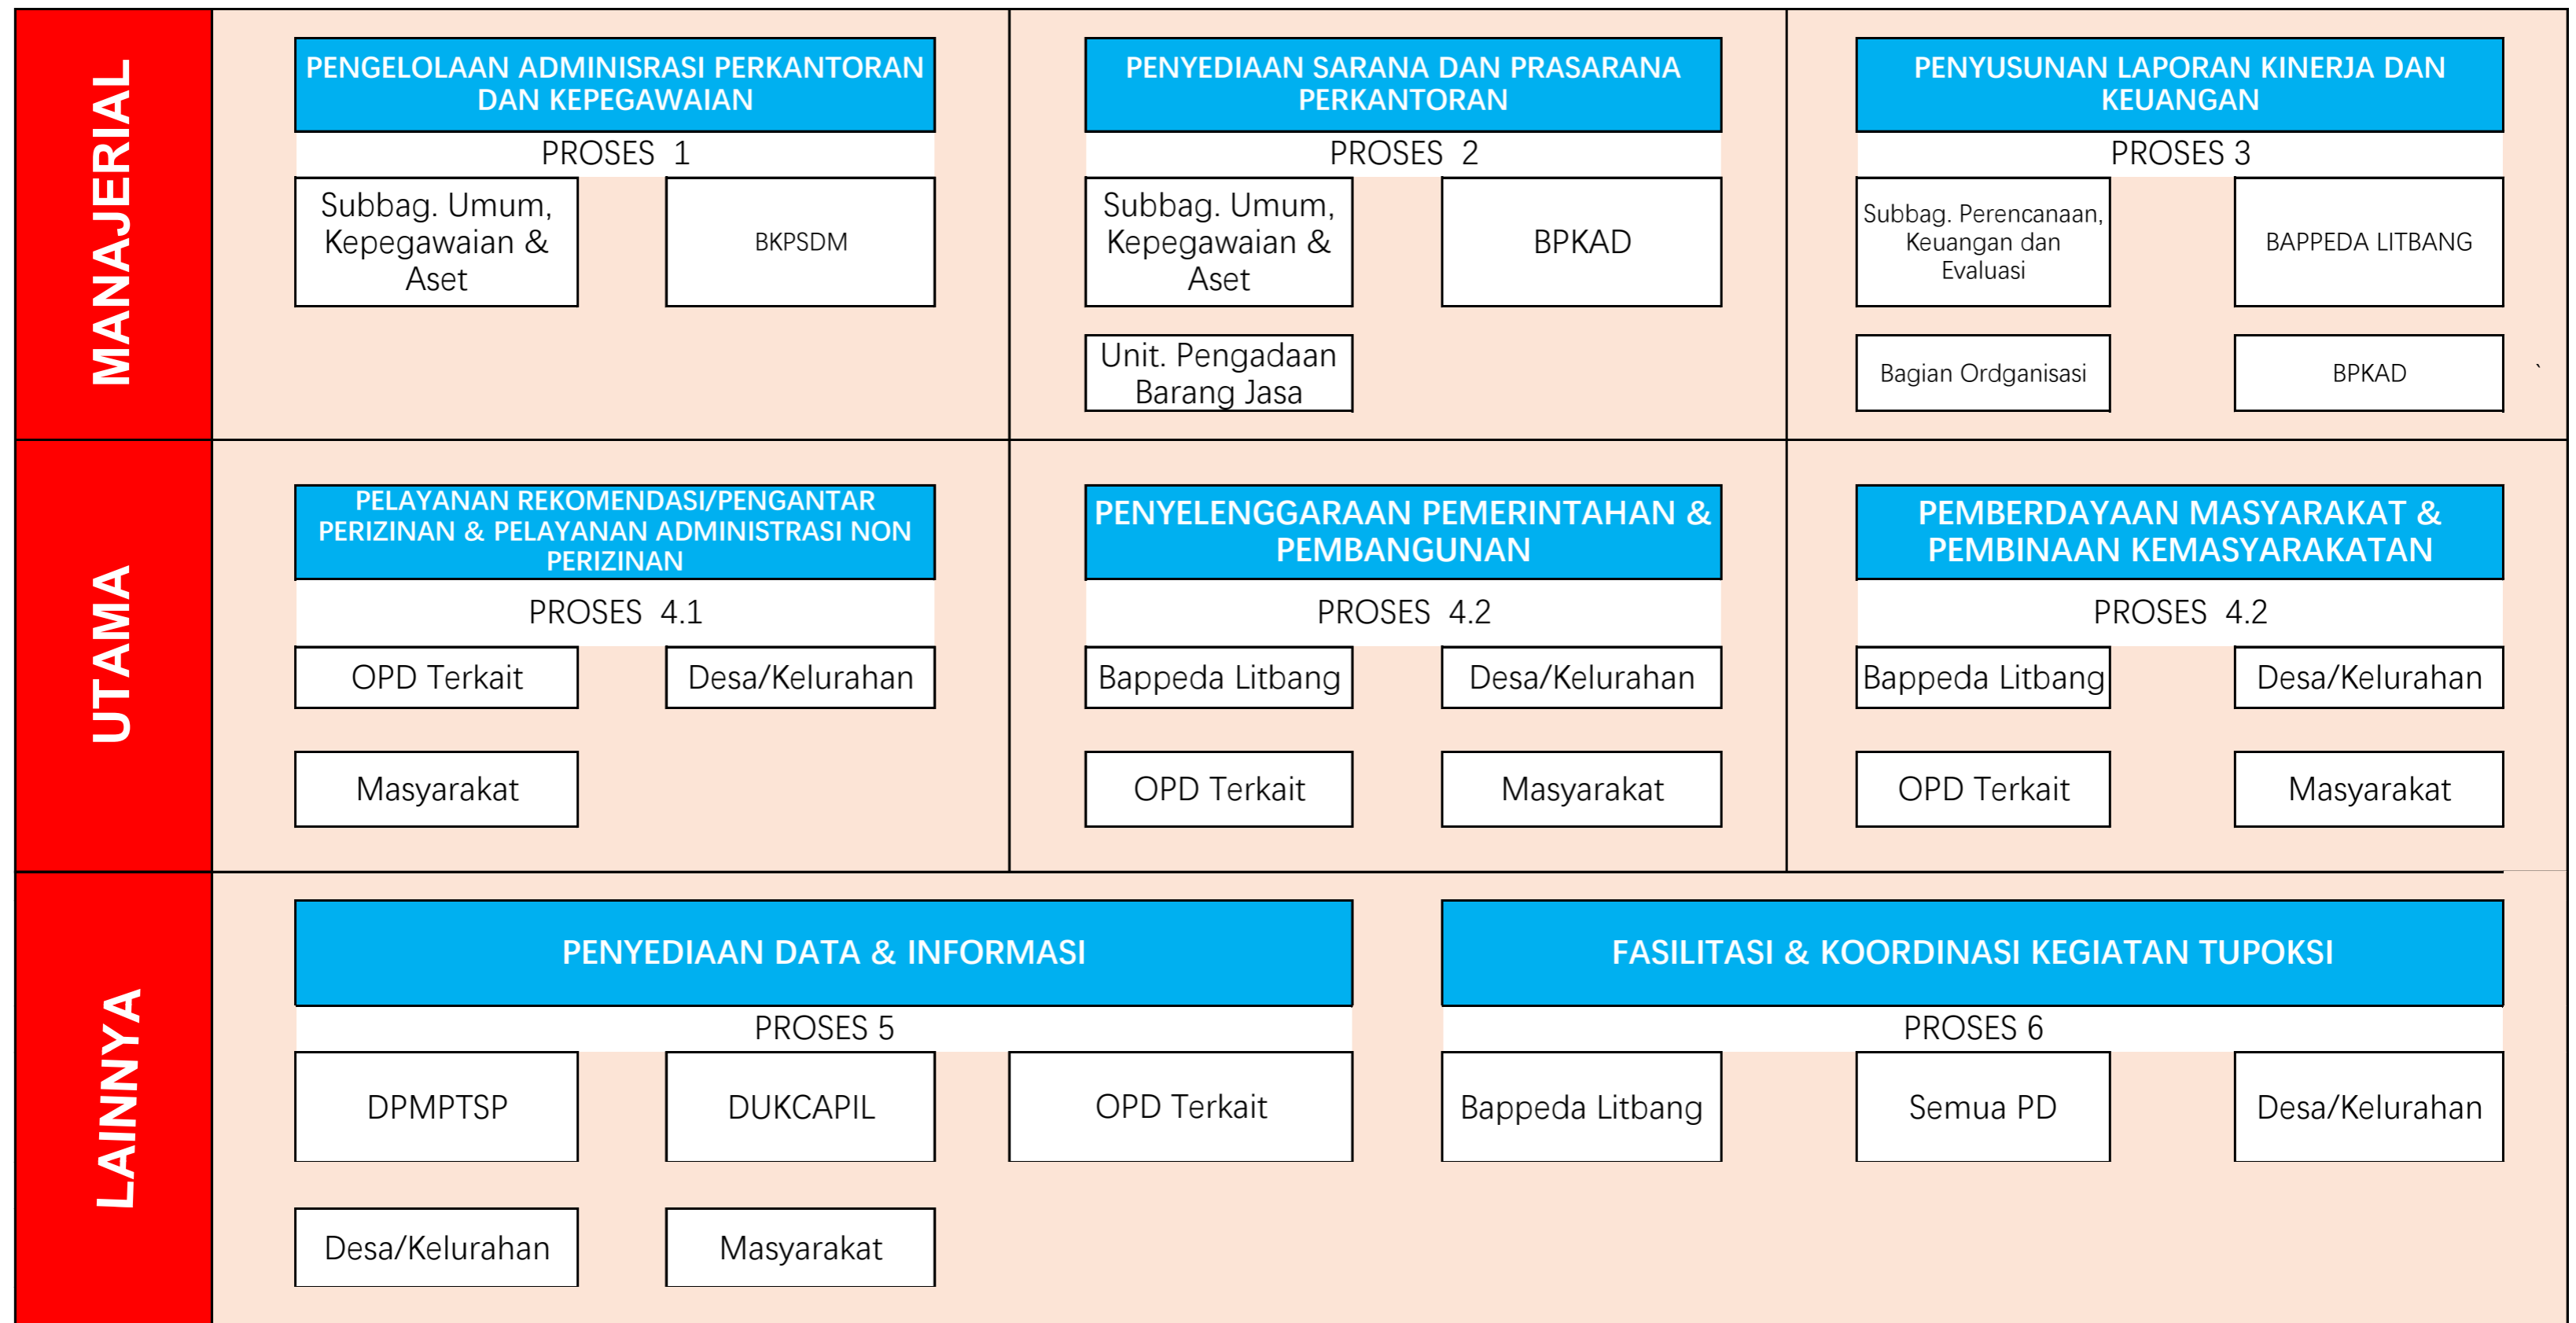 MANAJERIAL
PENGELOLAAN ADMINISRASI PERKANTORAN
DAN KEPEGAWAIAN
PROSES 1
Subbag. Umum,
Kepegawaian &
Aset
BKPSDM
PENYEDIAAN SARANA DAN PRASARANA
PERKANTORAN
PROSES 2
Subbag. Umum,
Kepegawaian &
Aset
BPKAD
Unit. Pengadaan
Barang Jasa
PENYUSUNAN LAPORAN KINERJA DAN
KEUANGAN
PROSES 3
Subbag. Perencanaan,
Keuangan dan
Evaluasi
BAPPEDA LITBANG
Bagian Ordganisasi
BPKAD
`
UTAMA
PELAYANAN REKOMENDASI/PENGANTAR
PERIZINAN & PELAYANAN ADMINISTRASI NON
PERIZINAN
PROSES 4.1
OPD Terkait
Desa/Kelurahan
Masyarakat
PENYELENGGARAAN PEMERINTAHAN &
PEMBANGUNAN
PROSES 4.2
Bappeda Litbang
Desa/Kelurahan
OPD Terkait
Masyarakat
PEMBERDAYAAN MASYARAKAT &
PEMBINAAN KEMASYARAKATAN
PROSES 4.2
Bappeda Litbang
Desa/Kelurahan
OPD Terkait
Masyarakat
LAINNYA
PENYEDIAAN DATA & INFORMASI
PROSES 5
DPMPTSP
DUKCAPIL
OPD Terkait
Desa/Kelurahan
Masyarakat
FASILITASI & KOORDINASI KEGIATAN TUPOKSI
PROSES 6
Bappeda Litbang
Semua PD
Desa/Kelurahan